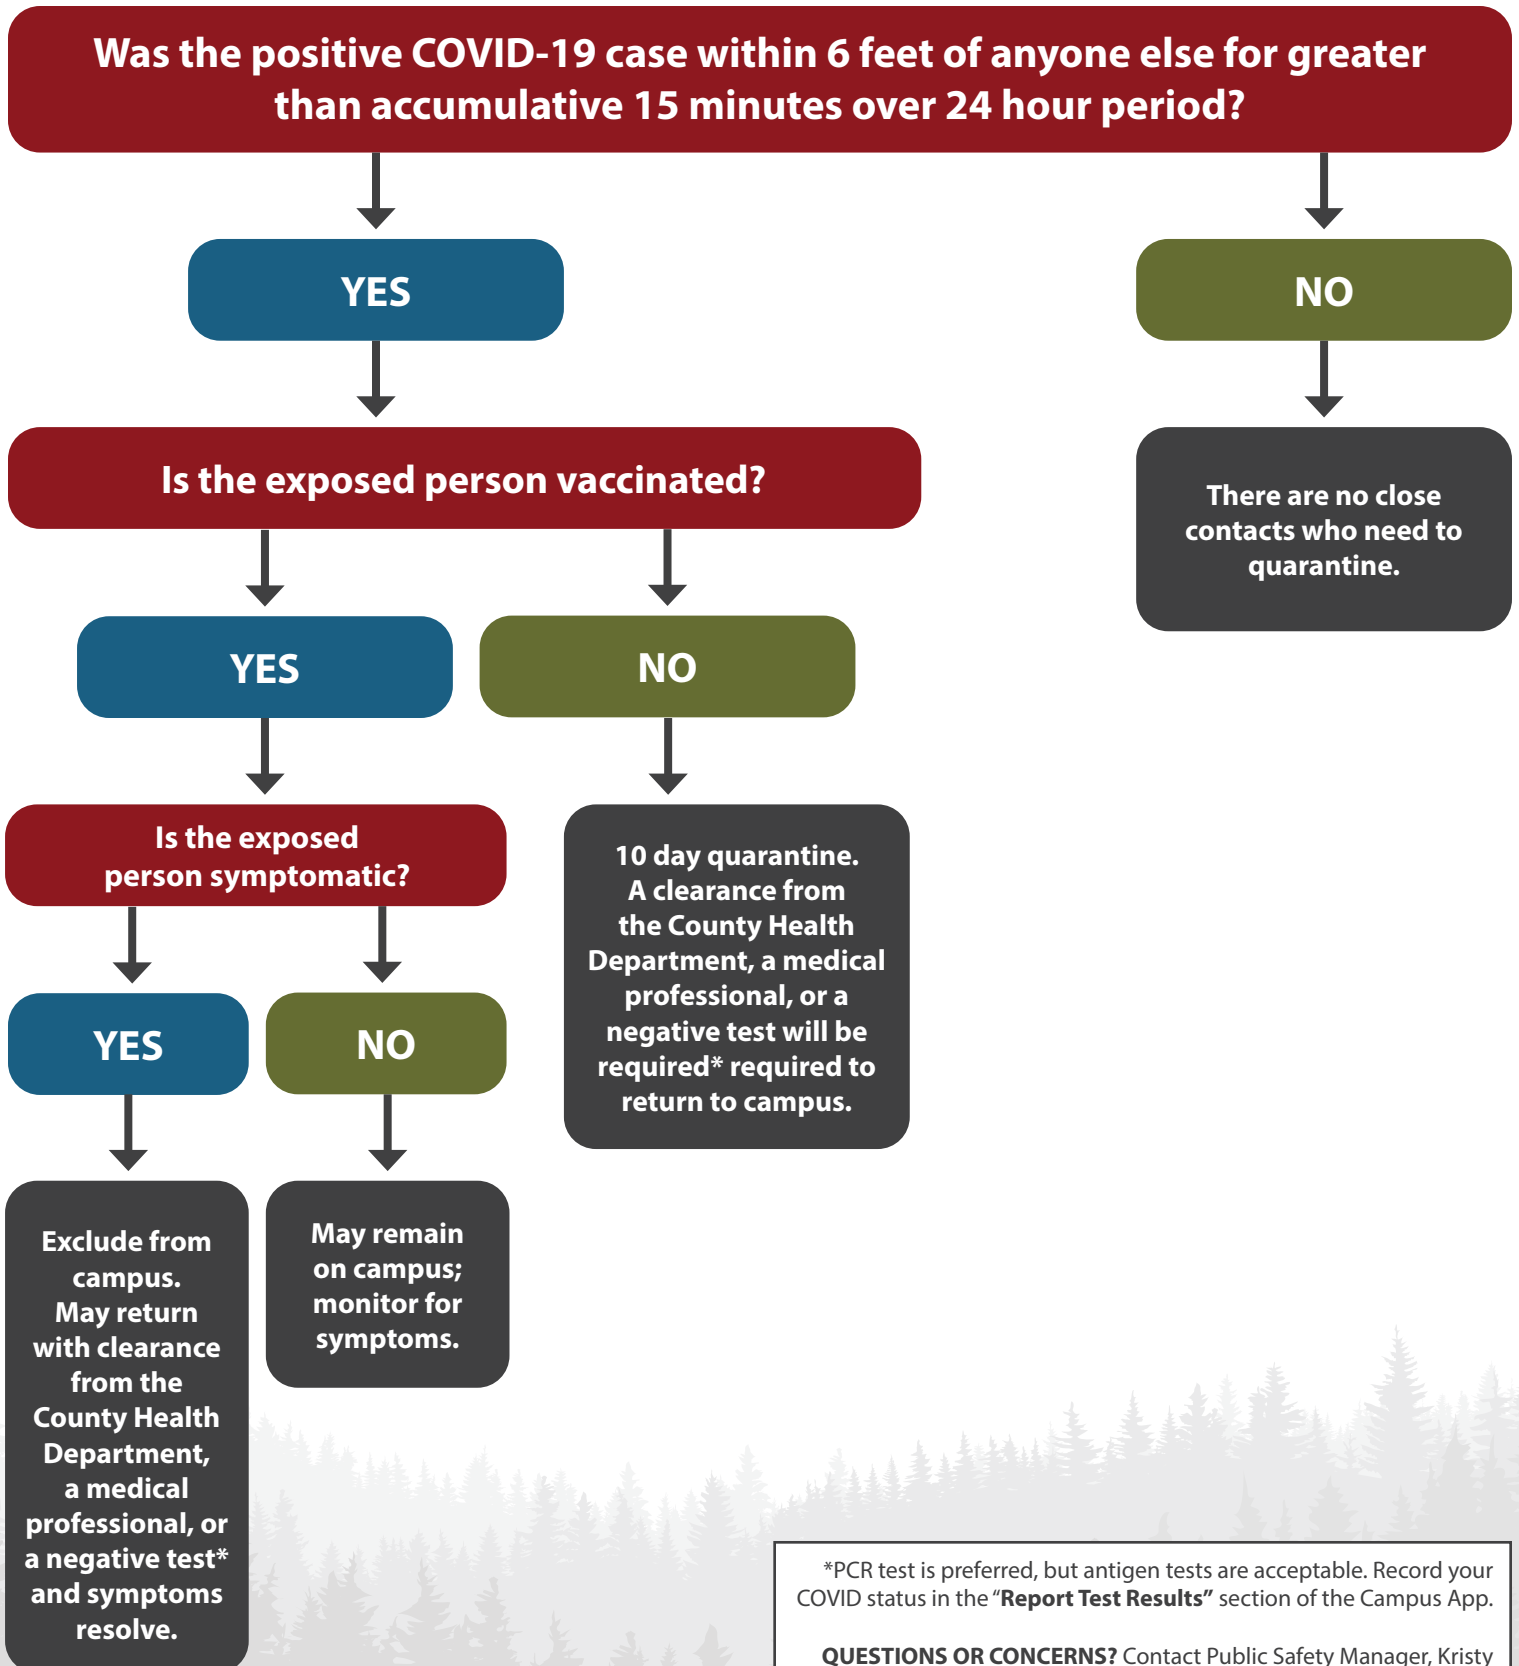 Was the positive COVID-19 case within 6 feet of anyone else for greater
than accumulative 15 minutes over 24 hour period?
YES
NO
Is the exposed person vaccinated?
There are no close
contacts who need to
quarantine.
YES
NO
Is the exposed
person symptomatic?
10 day quarantine.
A clearance from
the County Health
Department, a medical
professional, or a
negative test will be
required* required to
return to campus.
YES
NO
Exclude from
campus.
May return
with clearance
from the
County Health
Department,
a medical
professional, or
a negative test*
and symptoms
resolve.
May remain
on campus;
monitor for
symptoms.
*PCR test is preferred, but antigen tests are acceptable. Record your
COVID status in the “Report Test Results” section of the Campus App.
QUESTIONS OR CONCERNS? Contact Public Safety Manager, Kristy